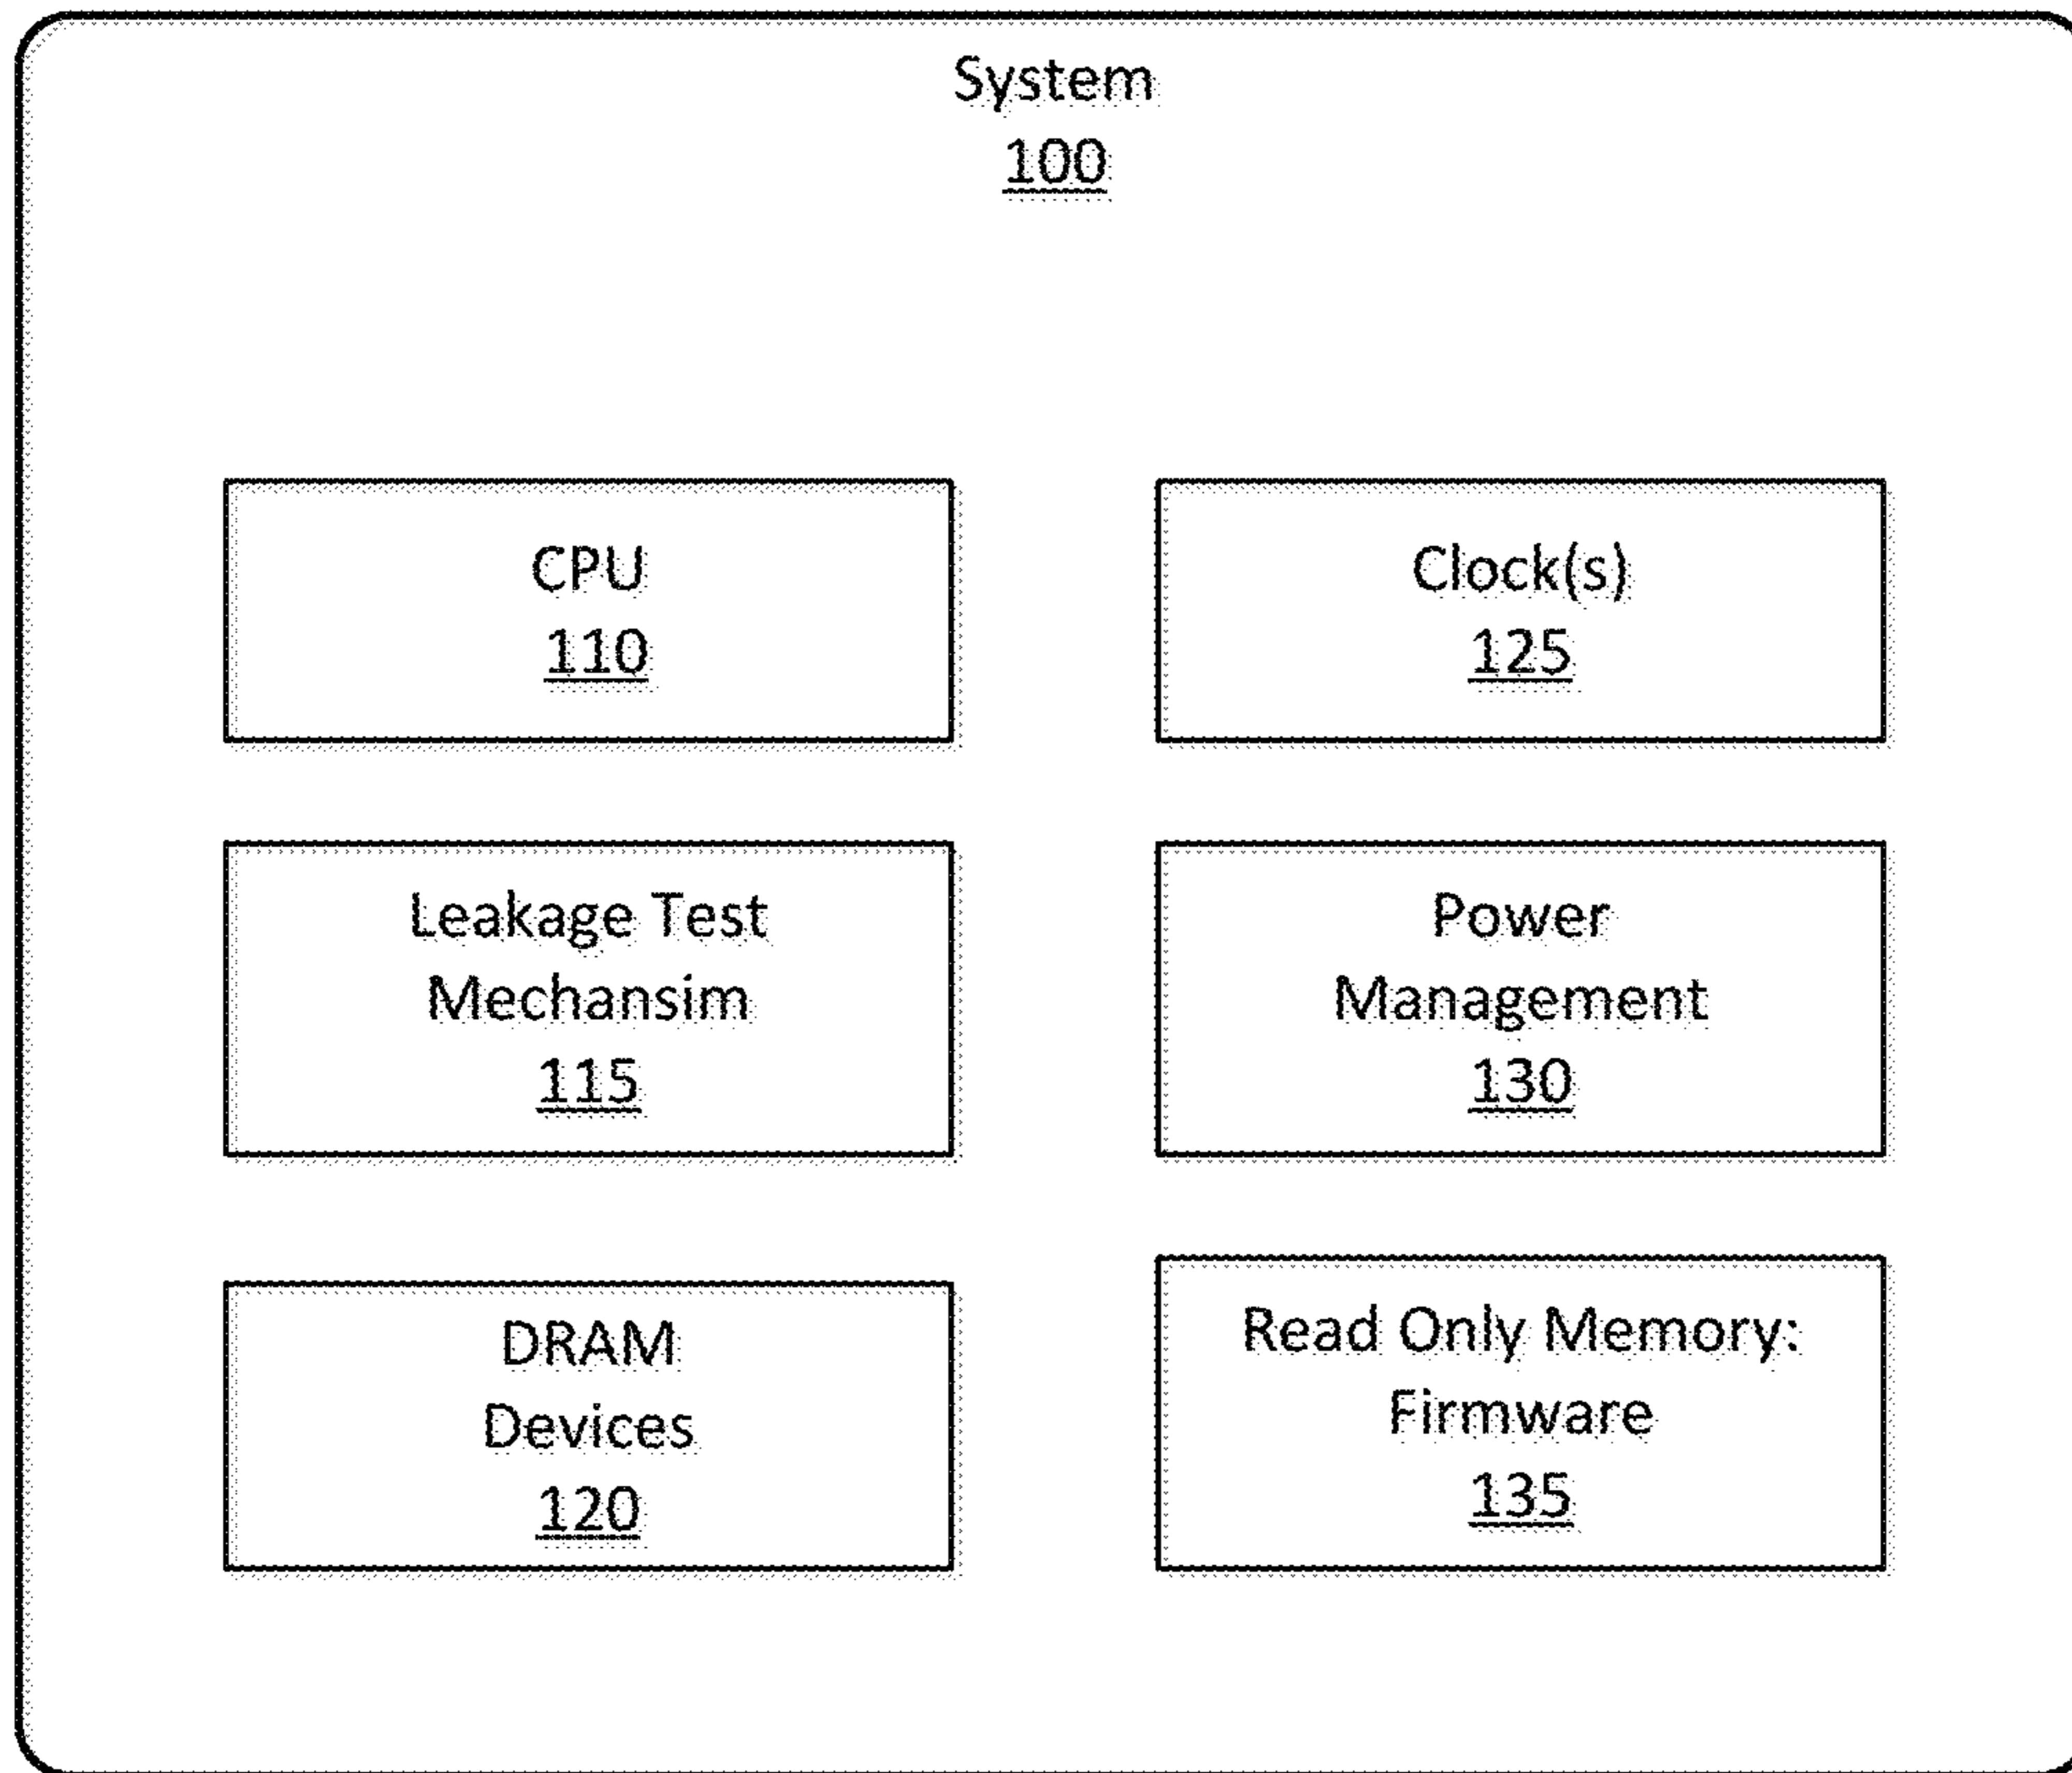 System
100
CPU
110
Clock(s)
125
Leakage Test
Mechansim
115
Power
Management
130
DRAM
Devices
120
Read Only Memory:
Firmware
135